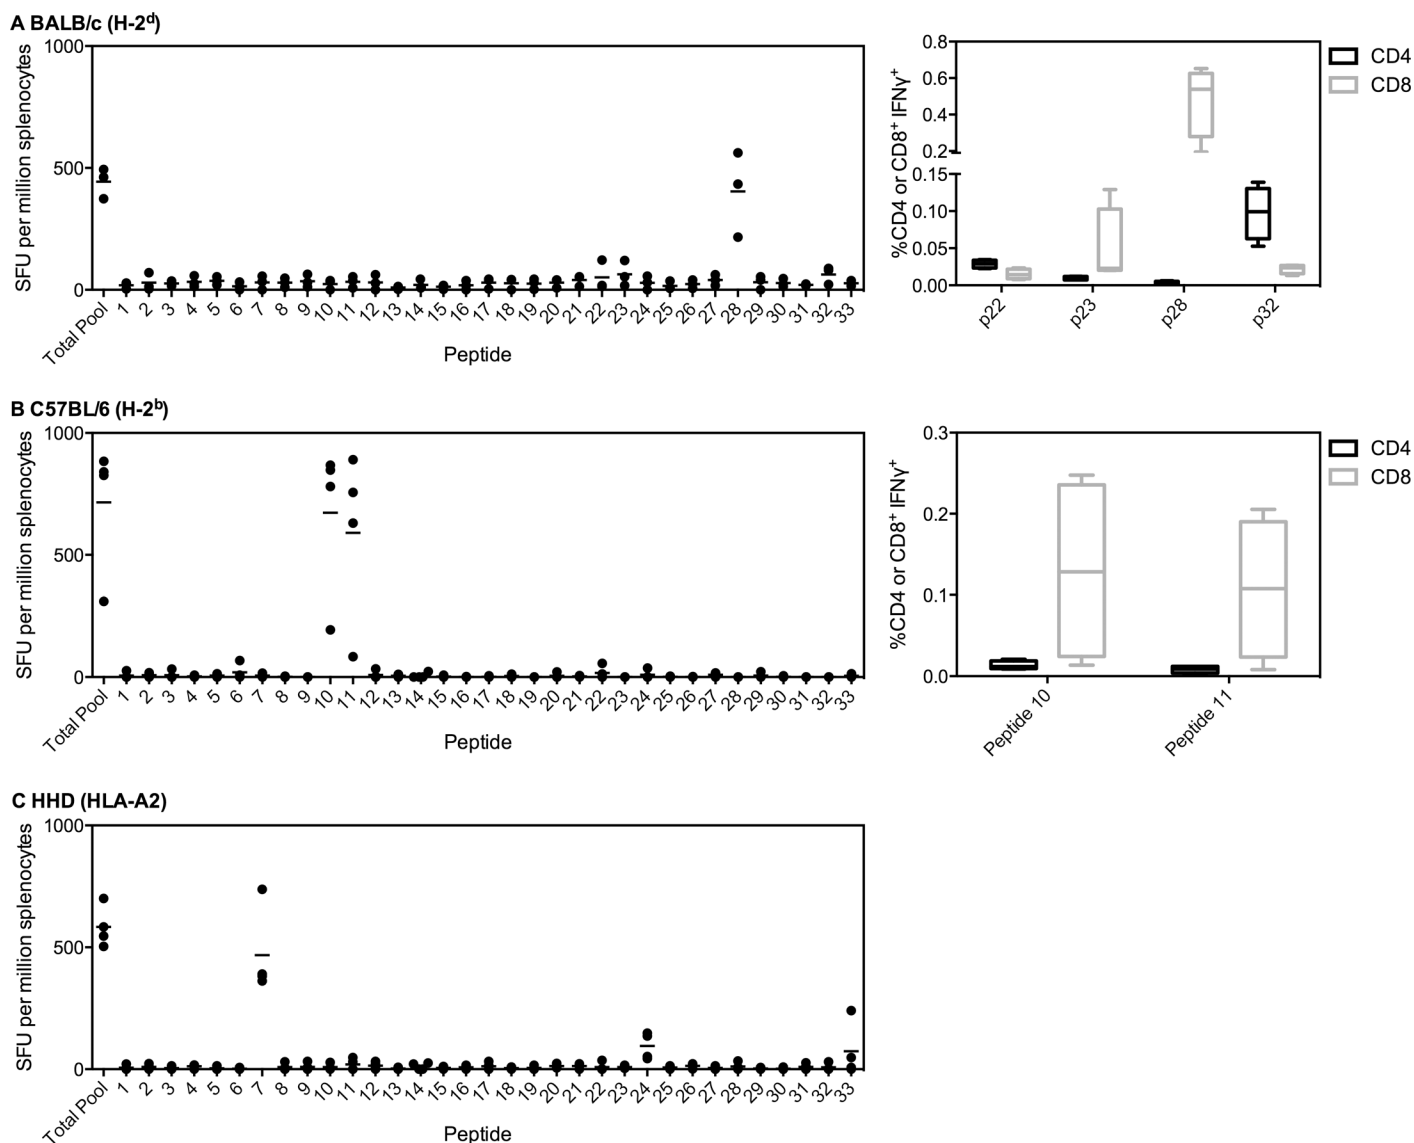 A BALB/c (H-2ᵈ)
SFU per million splenocytes
1000
500
0
Total Pool 1 2 3 4 5 6 7 8 9 10 11 12 13 14 15 16 17 18 19 20 21 22 23 24 25 26 27 28 29 30 31 32 33
Peptide
%CD4 or CD8⁺ IFNγ⁺
0.8
0.6
0.4
0.2
0.15
0.10
0.05
0.00
p22 p23 p28 p32
CD4
CD8
B C57BL/6 (H-2ᵇ)
SFU per million splenocytes
1000
500
0
Total Pool 1 2 3 4 5 6 7 8 9 10 11 12 13 14 15 16 17 18 19 20 21 22 23 24 25 26 27 28 29 30 31 32 33
Peptide
%CD4 or CD8⁺ IFNγ⁺
0.3
0.2
0.1
0.0
Peptide 10 Peptide 11
CD4
CD8
C HHD (HLA-A2)
SFU per million splenocytes
1000
500
0
Total Pool 1 2 3 4 5 6 7 8 9 10 11 12 13 14 15 16 17 18 19 20 21 22 23 24 25 26 27 28 29 30 31 32 33
Peptide